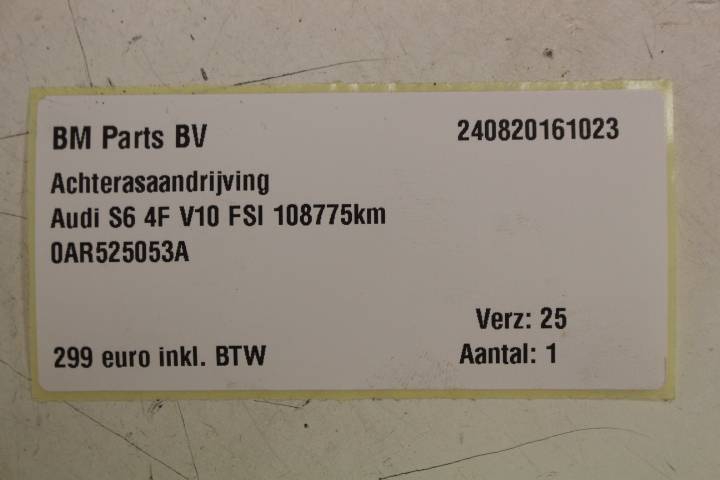 BM Parts BV 240820161023
Achterasaandrijving
Audi S6 4F V10 FSI 108775km
0AR525053A
Verz: 25
299 euro inkl. BTW Aantal: 1